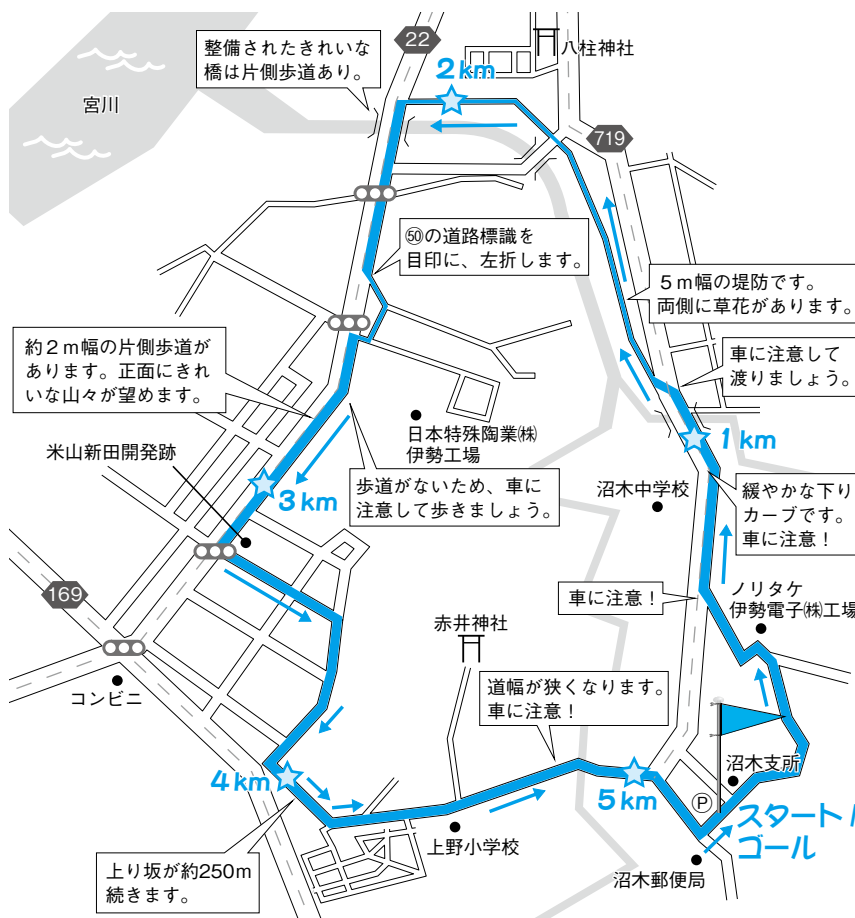 整備されたきれいな
橋は片側歩道あり。
22
八柱神社
2km
宮川
719
㊿の道路標識を
目印に、左折します。
5m幅の堤防です。
両側に草花があります。
約2m幅の片側歩道が
あります。正面にきれ
いな山々が望めます。
車に注意して
渡りましょう。
日本特殊陶業㈱
伊勢工場
1km
米山新田開発跡
3km
歩道がないため、車に
注意して歩きましょう。
沼木中学校
緩やかな下り
カーブです。
車に注意!
169
車に注意!
ノリタケ
伊勢電子㈱工場
赤井神社
コンビニ
道幅が狭くなります。
車に注意!
4km
5km
沼木支所
P
スタート/
ゴール
上野小学校
上り坂が約250m
続きます。
沼木郵便局